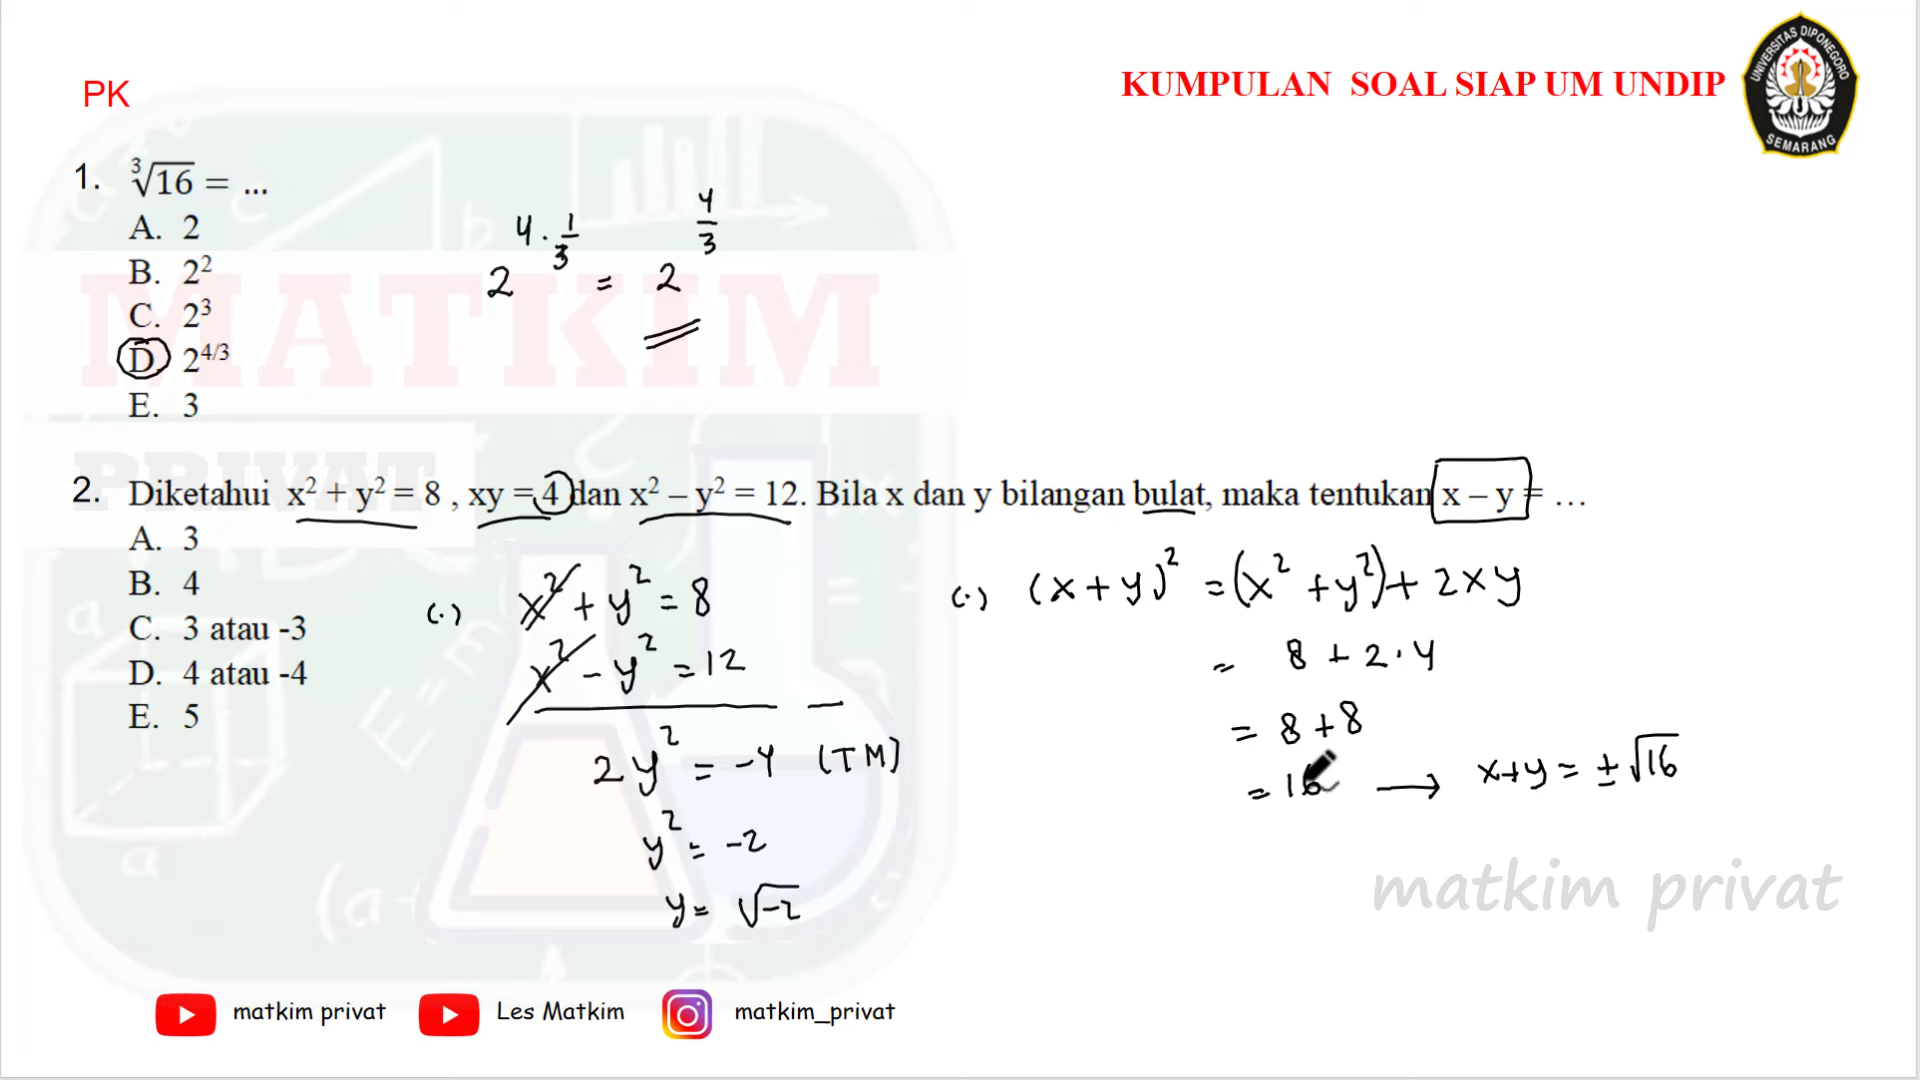 PK
KUMPULAN SOAL SIAP UM UNDIP
UNIVERSITAS DIPONEGORO
SEMARANG
1. ³√16 = ...
A. 2
B. 2²
C. 2³
D. 2^4/3
E. 3
2^4·1/3 = 2^4/3
MATKIM
PRIVAT
2. Diketahui x² + y² = 8 , xy = 4 dan x² – y² = 12. Bila x dan y bilangan bulat, maka tentukan x – y = …
A. 3
B. 4
C. 3 atau -3
D. 4 atau -4
E. 5
(·) x² + y² = 8
x² - y² = 12
2y² = -4 (TM)
y² = -2
y = √-2
(·) (x+y)² = (x² + y²) + 2xy
= 8 + 2·4
= 8 + 8
= 16 → x+y = ±√16
matkim privat
matkim privat
Les Matkim
matkim_privat